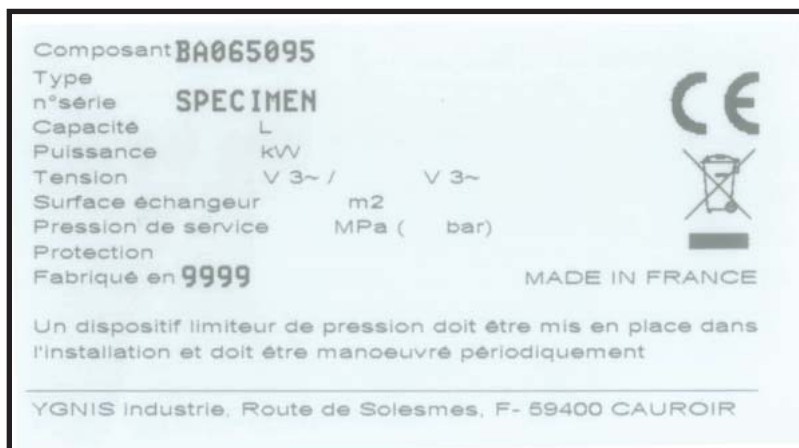 Composant BA065095
Type
n°série SPECIMEN
Capacité L
Puissance kW
Tension V 3~ / V 3~
Surface échangeur m2
Pression de service MPa ( bar)
Protection
Fabriqué en 9999
CE
MADE IN FRANCE
Un dispositif limiteur de pression doit être mis en place dans
l'installation et doit être manoeuvré périodiquement
YGNIS industrie, Route de Solesmes, F- 59400 CAUROIR